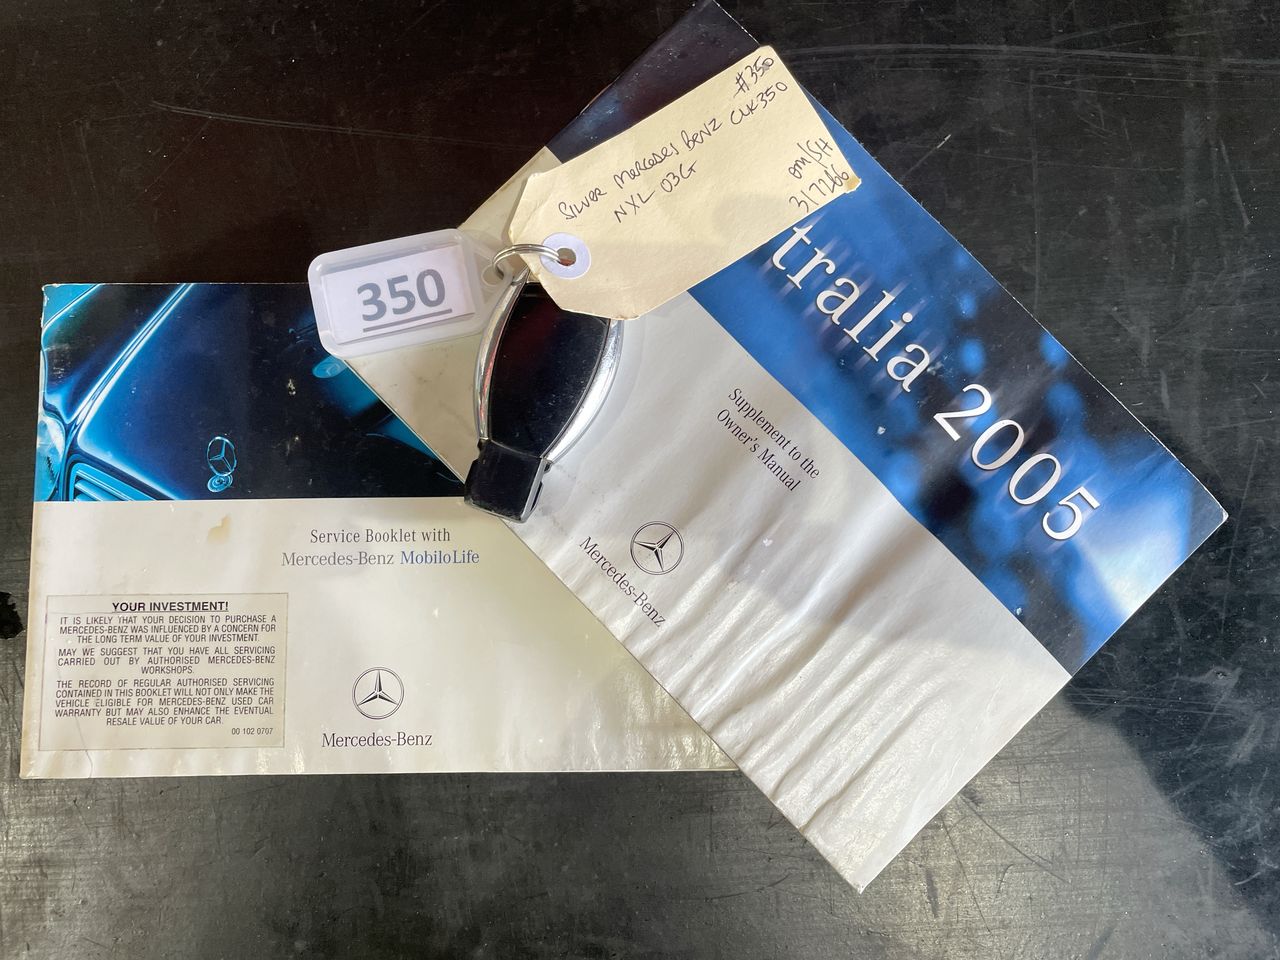 #350
SILVER MERCEDES BENZ CLK350
NXL 03G
om/SH
317266
350
tralia 2005
Supplement to the
Owner's Manual
Mercedes-Benz
Service Booklet with
Mercedes-Benz MobiloLife
YOUR INVESTMENT!
IT IS LIKELY THAT YOUR DECISION TO PURCHASE A
MERCEDES-BENZ WAS INFLUENCED BY A CONCERN FOR
THE LONG TERM VALUE OF YOUR INVESTMENT.
MAY WE SUGGEST THAT YOU HAVE ALL SERVICING
CARRIED OUT BY AUTHORISED MERCEDES-BENZ
WORKSHOPS.
THE RECORD OF REGULAR AUTHORISED SERVICING
CONTAINED IN THIS BOOKLET WILL NOT ONLY MAKE THE
VEHICLE ELIGIBLE FOR MERCEDES-BENZ USED CAR
WARRANTY BUT MAY ALSO ENHANCE THE EVENTUAL
RESALE VALUE OF YOUR CAR.
00 102 0707
Mercedes-Benz